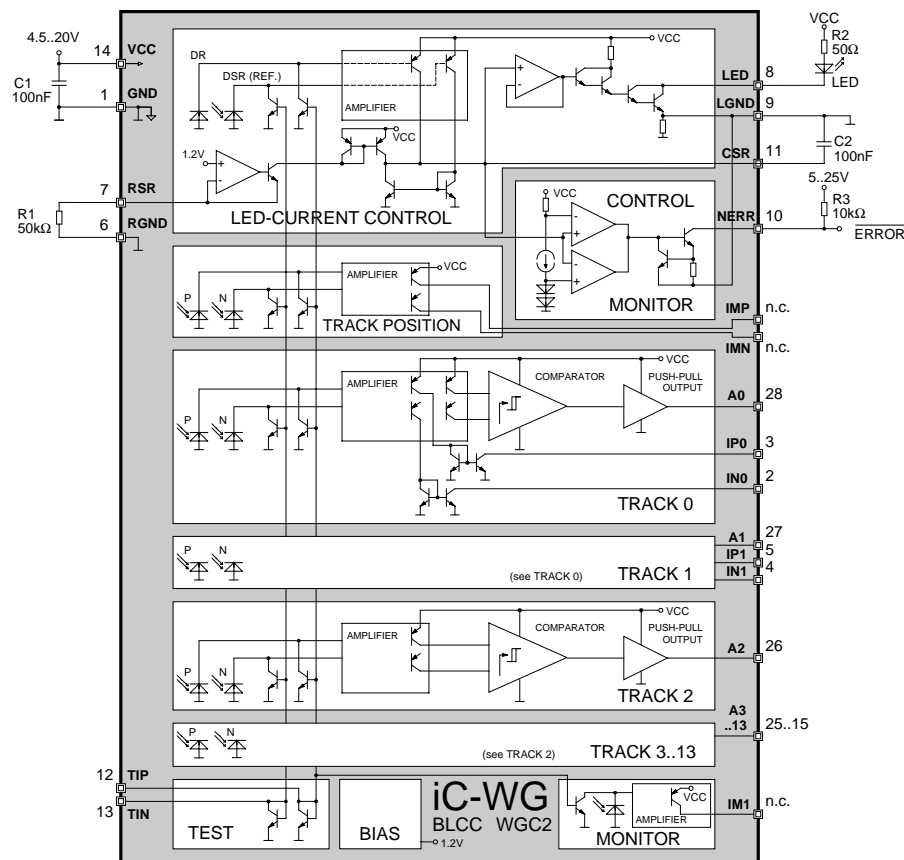 4.5..20V
14 VCC
C1
100nF
1 GND
DR
DSR (REF.)
AMPLIFIER
VCC
VCC
1.2V
LED-CURRENT CONTROL
7 RSR
R1
50kΩ
6 RGND
VCC
R2
50Ω
LED
LED 8
LGND 9
C2
100nF
CSR 11
5..25V
R3
10kΩ
NERR 10
ERROR
CONTROL
VCC
MONITOR
P N
AMPLIFIER
VCC
TRACK POSITION
IMP n.c.
IMN n.c.
VCC
AMPLIFIER
COMPARATOR
PUSH-PULL
OUTPUT
P N
A0 28
IP0 3
IN0 2
TRACK 0
P N
(see TRACK 0) TRACK 1
A1 27
IP1 5
IN1 4
VCC
AMPLIFIER
COMPARATOR
PUSH-PULL
OUTPUT
P N
A2 26
TRACK 2
P N
(see TRACK 2) TRACK 3..13
A3
..13 25..15
12 TIP
13 TIN
TEST
BIAS
1.2V
iC-WG
BLCC WGC2
VCC
AMPLIFIER
MONITOR
IM1 n.c.